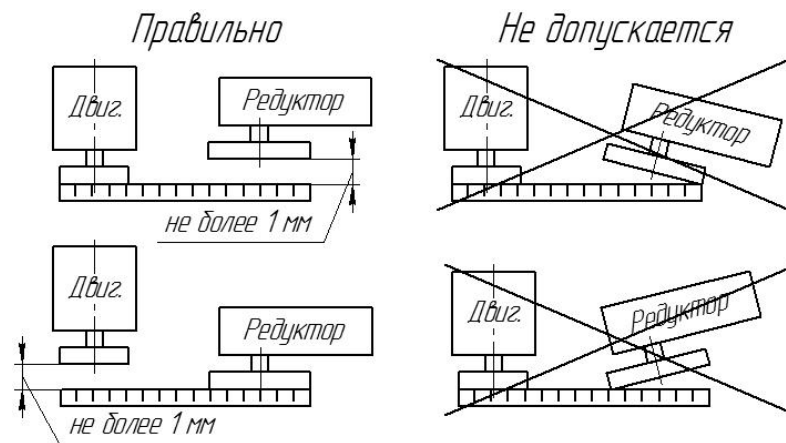 Правильно
Не допускается
Двиг.
Редуктор
Двиг.
Редуктор
не более 1 мм
Двиг.
Редуктор
Двиг.
Редуктор
не более 1 мм